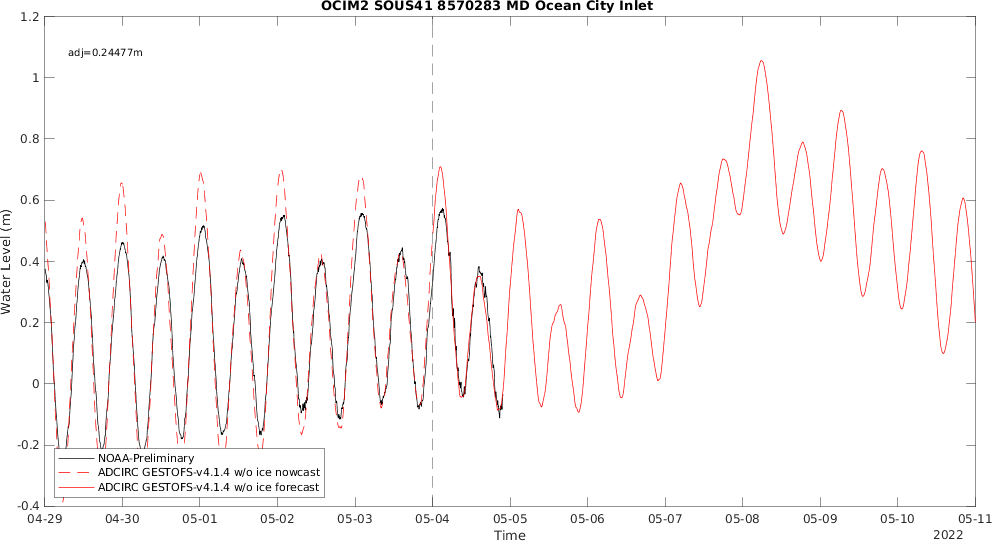 OCIM2 SOUS41 8570283 MD Ocean City Inlet
adj=0.24477m
1.2
1
0.8
0.6
0.4
0.2
0
-0.2
-0.4
Water Level (m)
NOAA-Preliminary
ADCIRC GESTOFS-v4.1.4 w/o ice nowcast
ADCIRC GESTOFS-v4.1.4 w/o ice forecast
04-29 04-30 05-01 05-02 05-03 05-04 05-05 05-06 05-07 05-08 05-09 05-10 05-11
Time
2022